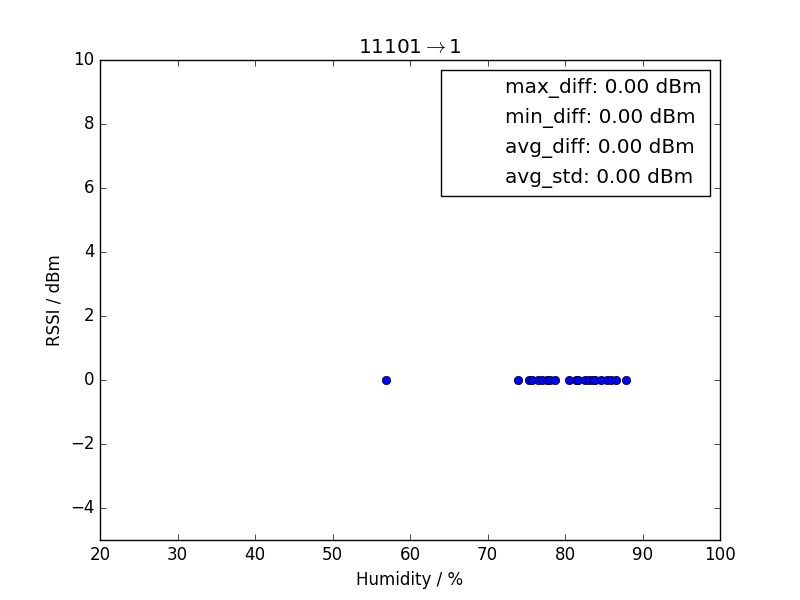 11101→1
max_diff: 0.00 dBm
min_diff: 0.00 dBm
avg_diff: 0.00 dBm
avg_std: 0.00 dBm
RSSI / dBm
10
8
6
4
2
0
−2
−4
20 30 40 50 60 70 80 90 100
Humidity / %